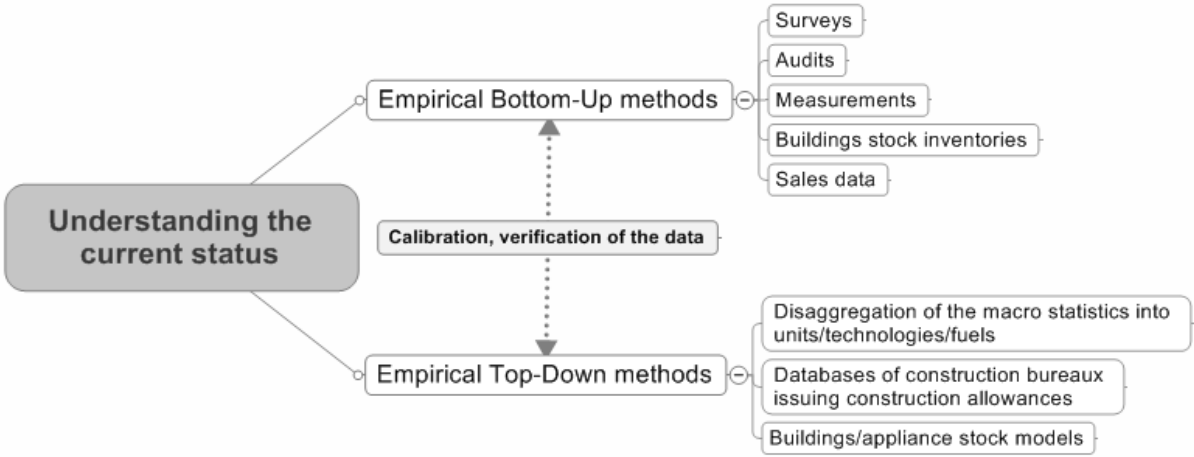 Surveys
Audits
Empirical Bottom-Up methods
Measurements
Buildings stock inventories
Sales data
Understanding the
current status
Calibration, verification of the data
Disaggregation of the macro statistics into
units/technologies/fuels
Empirical Top-Down methods
Databases of construction bureaux
issuing construction allowances
Buildings/appliance stock models